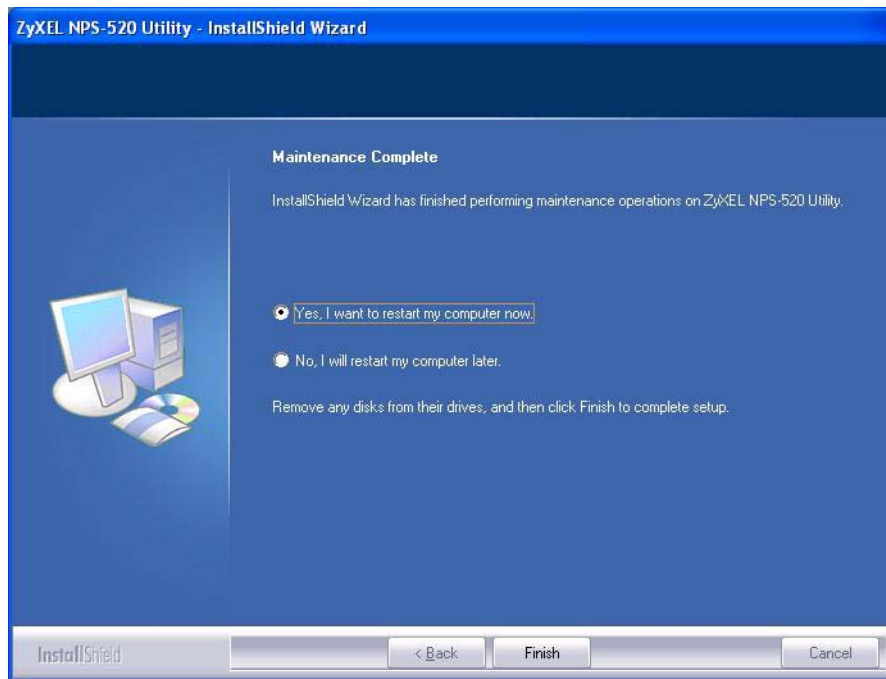 ZyXEL NPS-520 Utility - InstallShield Wizard
Maintenance Complete
InstallShield Wizard has finished performing maintenance operations on ZyXEL NPS-520 Utility.
Yes, I want to restart my computer now.
No, I will restart my computer later.
Remove any disks from their drives, and then click Finish to complete setup.
InstallShield
< Back
Finish
Cancel